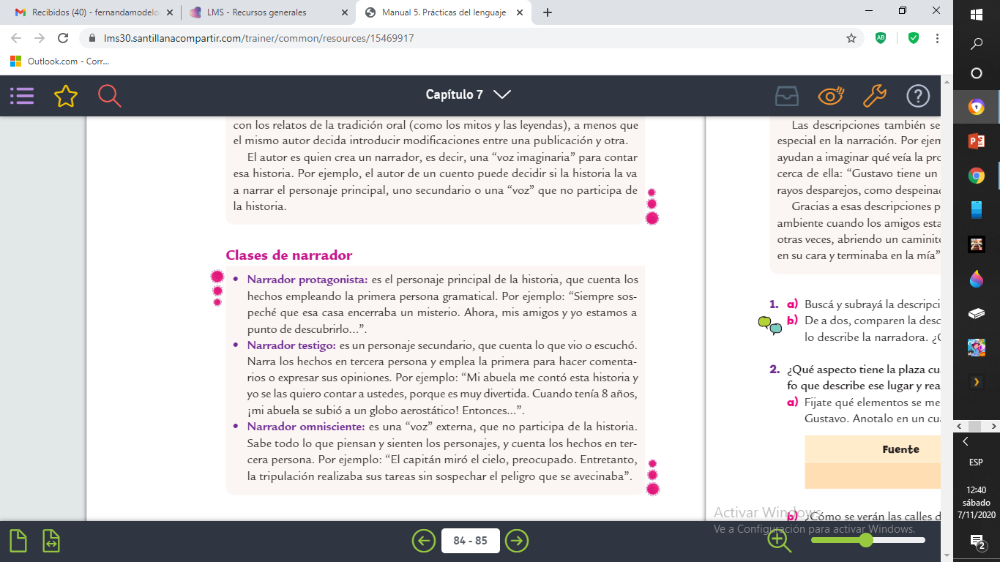 Recibidos (40) - fernandamodelo
LMS - Recursos generales
Manual 5. Prácticas del lenguaje
lms30.santillanacompartir.com/trainer/common/resources/15469917
Outlook.com - Corr...
Capítulo 7
con los relatos de la tradición oral (como los mitos y las leyendas), a menos que
el mismo autor decida introducir modificaciones entre una publicación y otra.
El autor es quien crea un narrador, es decir, una “voz imaginaria” para contar
esa historia. Por ejemplo, el autor de un cuento puede decidir si la historia la va
a narrar el personaje principal, uno secundario o una “voz” que no participa de
la historia.
Clases de narrador
• Narrador protagonista: es el personaje principal de la historia, que cuenta los
hechos empleando la primera persona gramatical. Por ejemplo: “Siempre sos-
peché que esa casa encerraba un misterio. Ahora, mis amigos y yo estamos a
punto de descubrirlo...”.
• Narrador testigo: es un personaje secundario, que cuenta lo que vio o escuchó.
Narra los hechos en tercera persona y emplea la primera para hacer comenta-
rios o expresar sus opiniones. Por ejemplo: “Mi abuela me contó esta historia y
yo se las quiero contar a ustedes, porque es muy divertida. Cuando tenía 8 años,
¡mi abuela se subió a un globo aerostático! Entonces...”.
• Narrador omnisciente: es una “voz” externa, que no participa de la historia.
Sabe todo lo que piensan y sienten los personajes, y cuenta los hechos en ter-
cera persona. Por ejemplo: “El capitán miró el cielo, preocupado. Entretanto,
la tripulación realizaba sus tareas sin sospechar el peligro que se avecinaba”.
Las descripciones también se
especial en la narración. Por ejem
ayudan a imaginar qué veía la pro
cerca de ella: “Gustavo tiene un
rayos desparejos, como despeinad
Gracias a esas descripciones p
ambiente cuando los amigos esta
otras veces, abriendo un caminito
en su cara y terminaba en la mía”
1. a) Buscá y subrayá la descripci
b) De a dos, comparen la desc
lo describe la narradora. ¿C
2. ¿Qué aspecto tiene la plaza cu
fo que describe ese lugar y rea
a) Fijate qué elementos se me
Gustavo. Anotalo en un cu
Fuente
b) ¿Cómo se verán las calles d
Activar Windows
Ve a Configuración para activar Windows.
84 - 85
ESP
12:40
sábado
7/11/2020
2